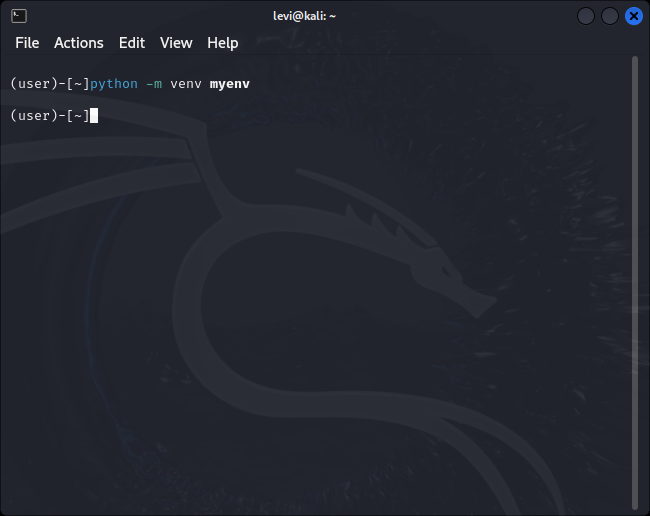 levi@kali: ~
File Actions Edit View Help
(user)-[~]python -m venv myenv
(user)-[~]